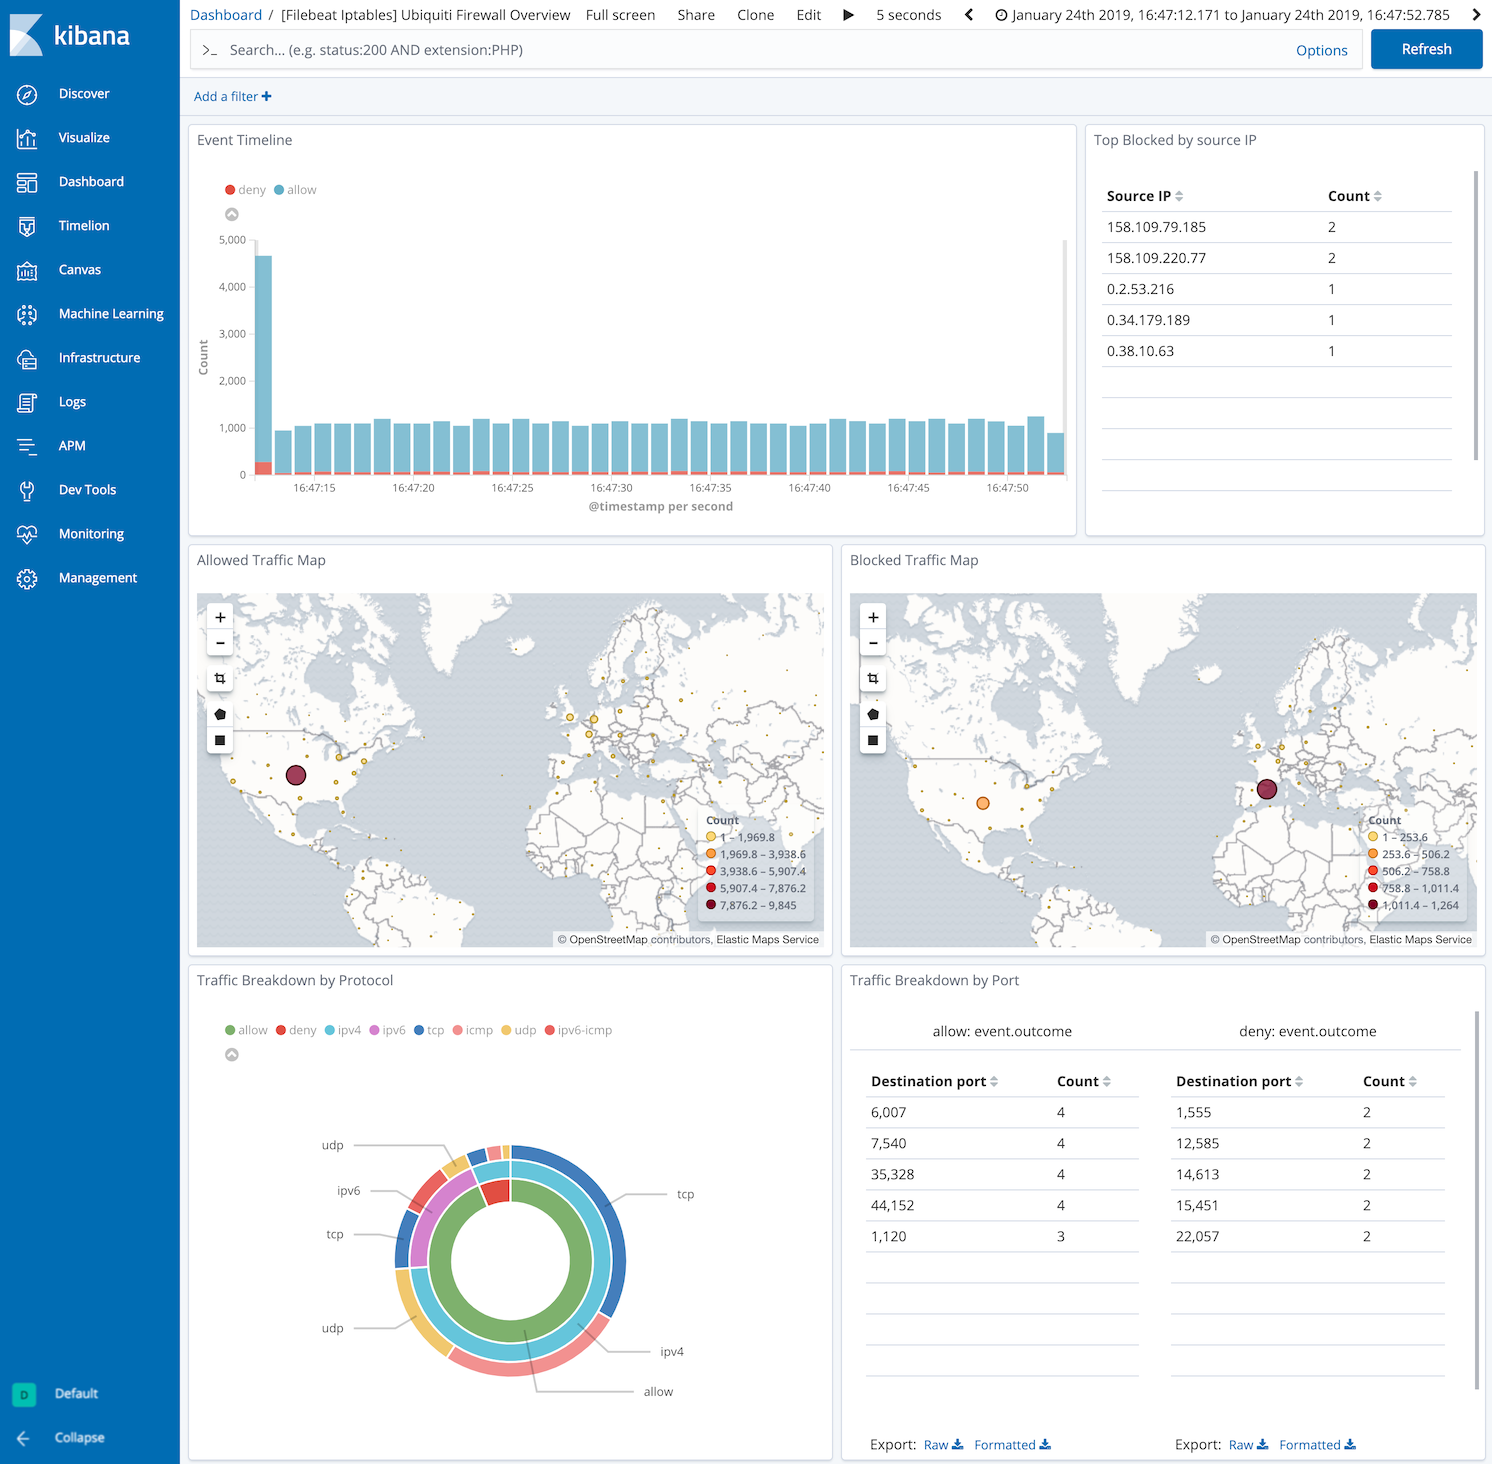 kibana
Discover
Visualize
Dashboard
Timelion
Canvas
Machine Learning
Infrastructure
Logs
APM
Dev Tools
Monitoring
Management
D Default
Collapse
Dashboard / [Filebeat Iptables] Ubiquiti Firewall Overview Full screen Share Clone Edit 5 seconds January 24th 2019, 16:47:12.171 to January 24th 2019, 16:47:52.785
>_ Search... (e.g. status:200 AND extension:PHP) Options Refresh
Add a filter +
Event Timeline
deny allow
5,000
4,000
3,000
2,000
1,000
0
Count
16:47:15 16:47:20 16:47:25 16:47:30 16:47:35 16:47:40 16:47:45 16:47:50
@timestamp per second
Top Blocked by source IP
Source IP Count
158.109.79.185 2
158.109.220.77 2
0.2.53.216 1
0.34.179.189 1
0.38.10.63 1
Allowed Traffic Map
+
−
Count
1 – 1,969.8
1,969.8 – 3,938.6
3,938.6 – 5,907.4
5,907.4 – 7,876.2
7,876.2 – 9,845
© OpenStreetMap contributors, Elastic Maps Service
Blocked Traffic Map
+
−
Count
1 – 253.6
253.6 – 506.2
506.2 – 758.8
758.8 – 1,011.4
1,011.4 – 1,264
© OpenStreetMap contributors, Elastic Maps Service
Traffic Breakdown by Protocol
allow deny ipv4 ipv6 tcp icmp udp ipv6-icmp
udp
ipv6
tcp
udp
tcp
ipv4
allow
Traffic Breakdown by Port
allow: event.outcome
Destination port Count
6,007 4
7,540 4
35,328 4
44,152 4
1,120 3
Export: Raw Formatted
deny: event.outcome
Destination port Count
1,555 2
12,585 2
14,613 2
15,451 2
22,057 2
Export: Raw Formatted